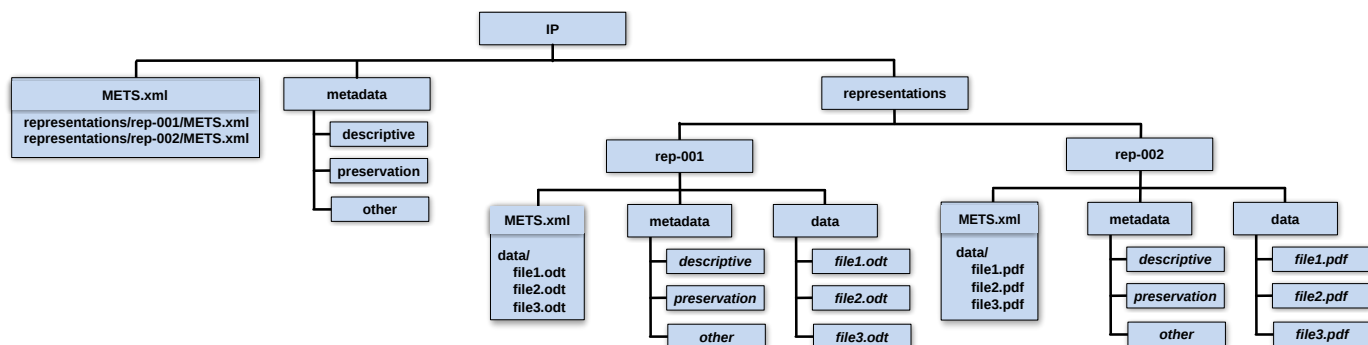 IP
METS.xml
representations/rep-001/METS.xml
representations/rep-002/METS.xml
metadata
descriptive
preservation
other
representations
rep-001
METS.xml
data/
file1.odt
file2.odt
file3.odt
metadata
descriptive
preservation
other
data
file1.odt
file2.odt
file3.odt
rep-002
METS.xml
data/
file1.pdf
file2.pdf
file3.pdf
metadata
descriptive
preservation
other
data
file1.pdf
file2.pdf
file3.pdf